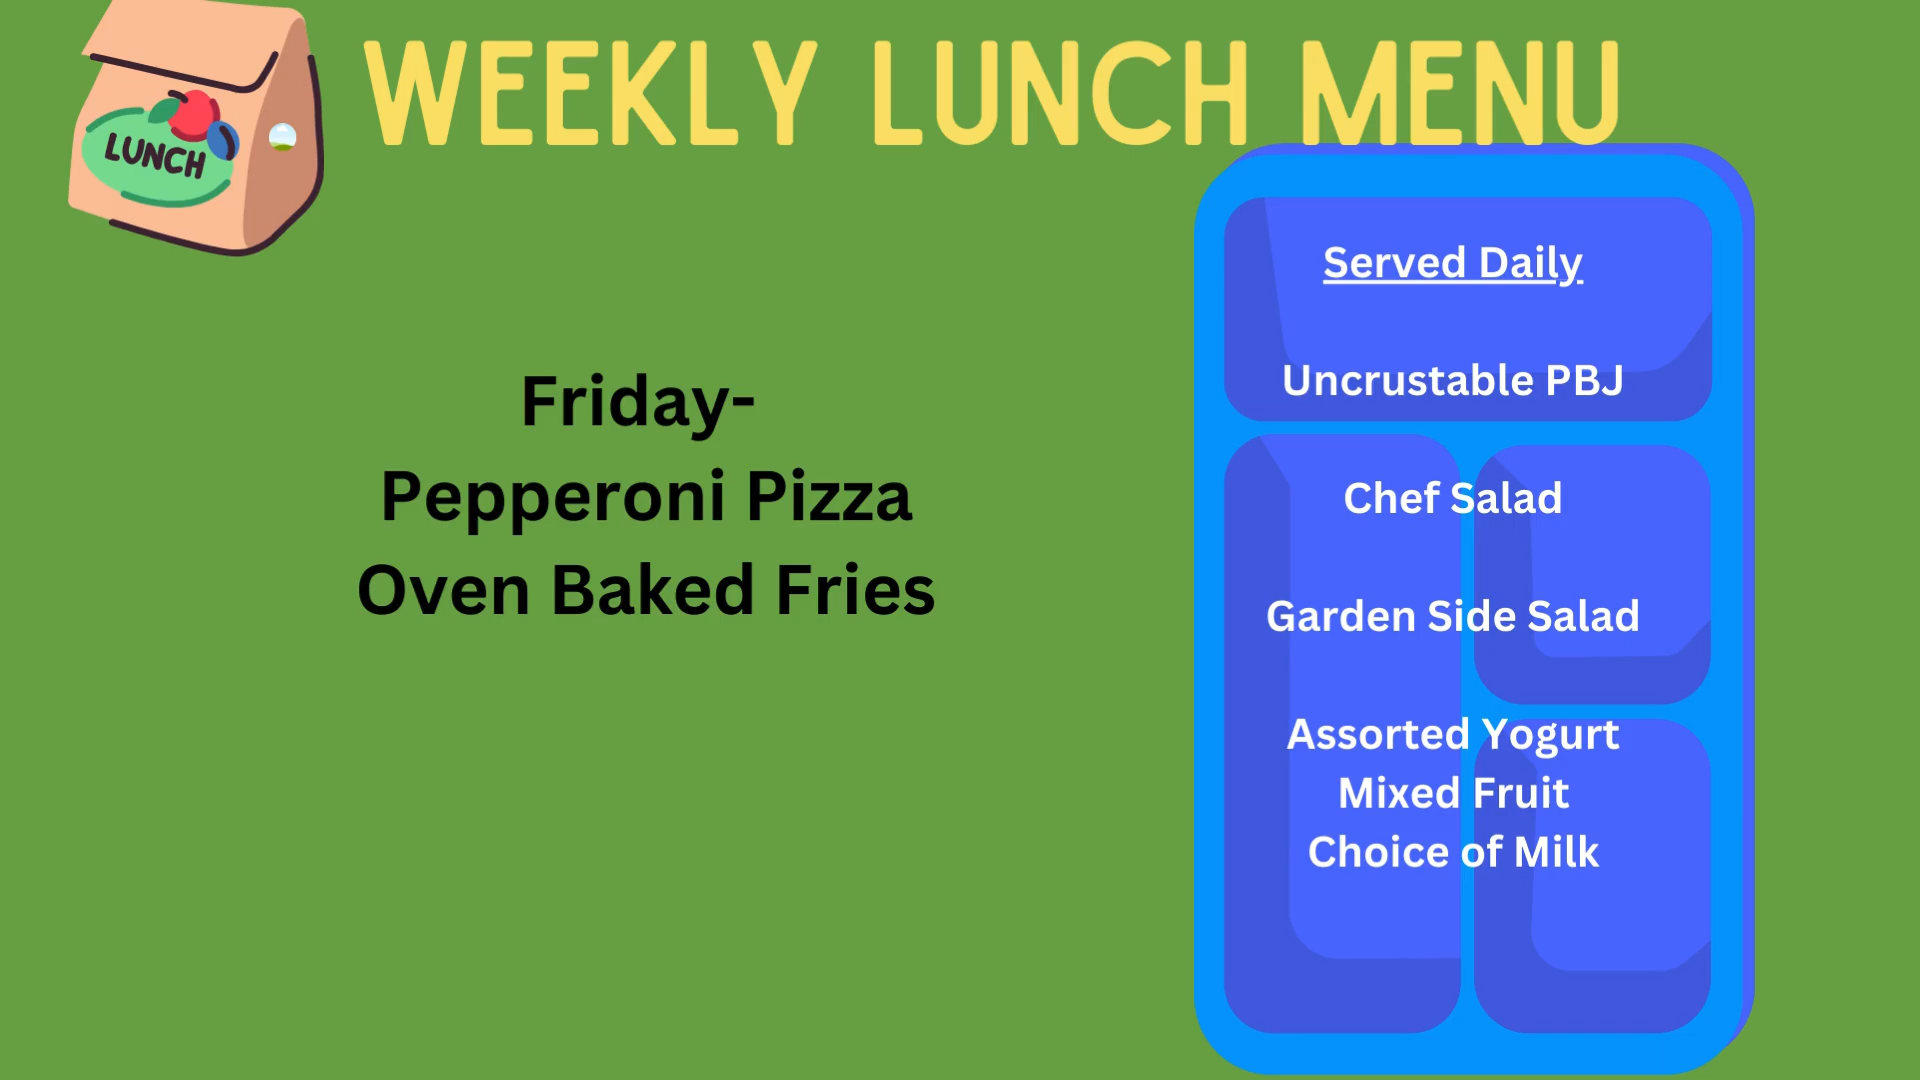 WEEKLY LUNCH MENU
LUNCH
Friday-
Pepperoni Pizza
Oven Baked Fries
Served Daily
Uncrustable PBJ
Chef Salad
Garden Side Salad
Assorted Yogurt
Mixed Fruit
Choice of Milk